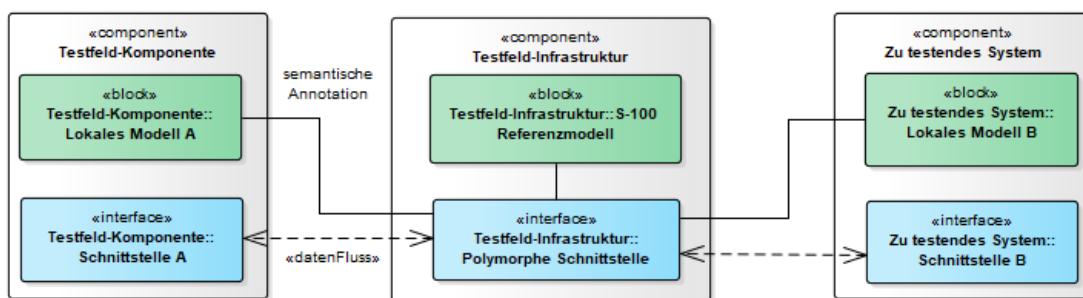 «component»
Testfeld-Komponente
«block»
Testfeld-Komponente::
Lokales Modell A
«interface»
Testfeld-Komponente::
Schnittstelle A
semantische
Annotation
«datenFluss»
«component»
Testfeld-Infrastruktur
«block»
Testfeld-Infrastruktur::S-100
Referenzmodell
«interface»
Testfeld-Infrastruktur::
Polymorphe Schnittstelle
«component»
Zu testendes System
«block»
Zu testendes System::
Lokales Modell B
«interface»
Zu testendes System::
Schnittstelle B